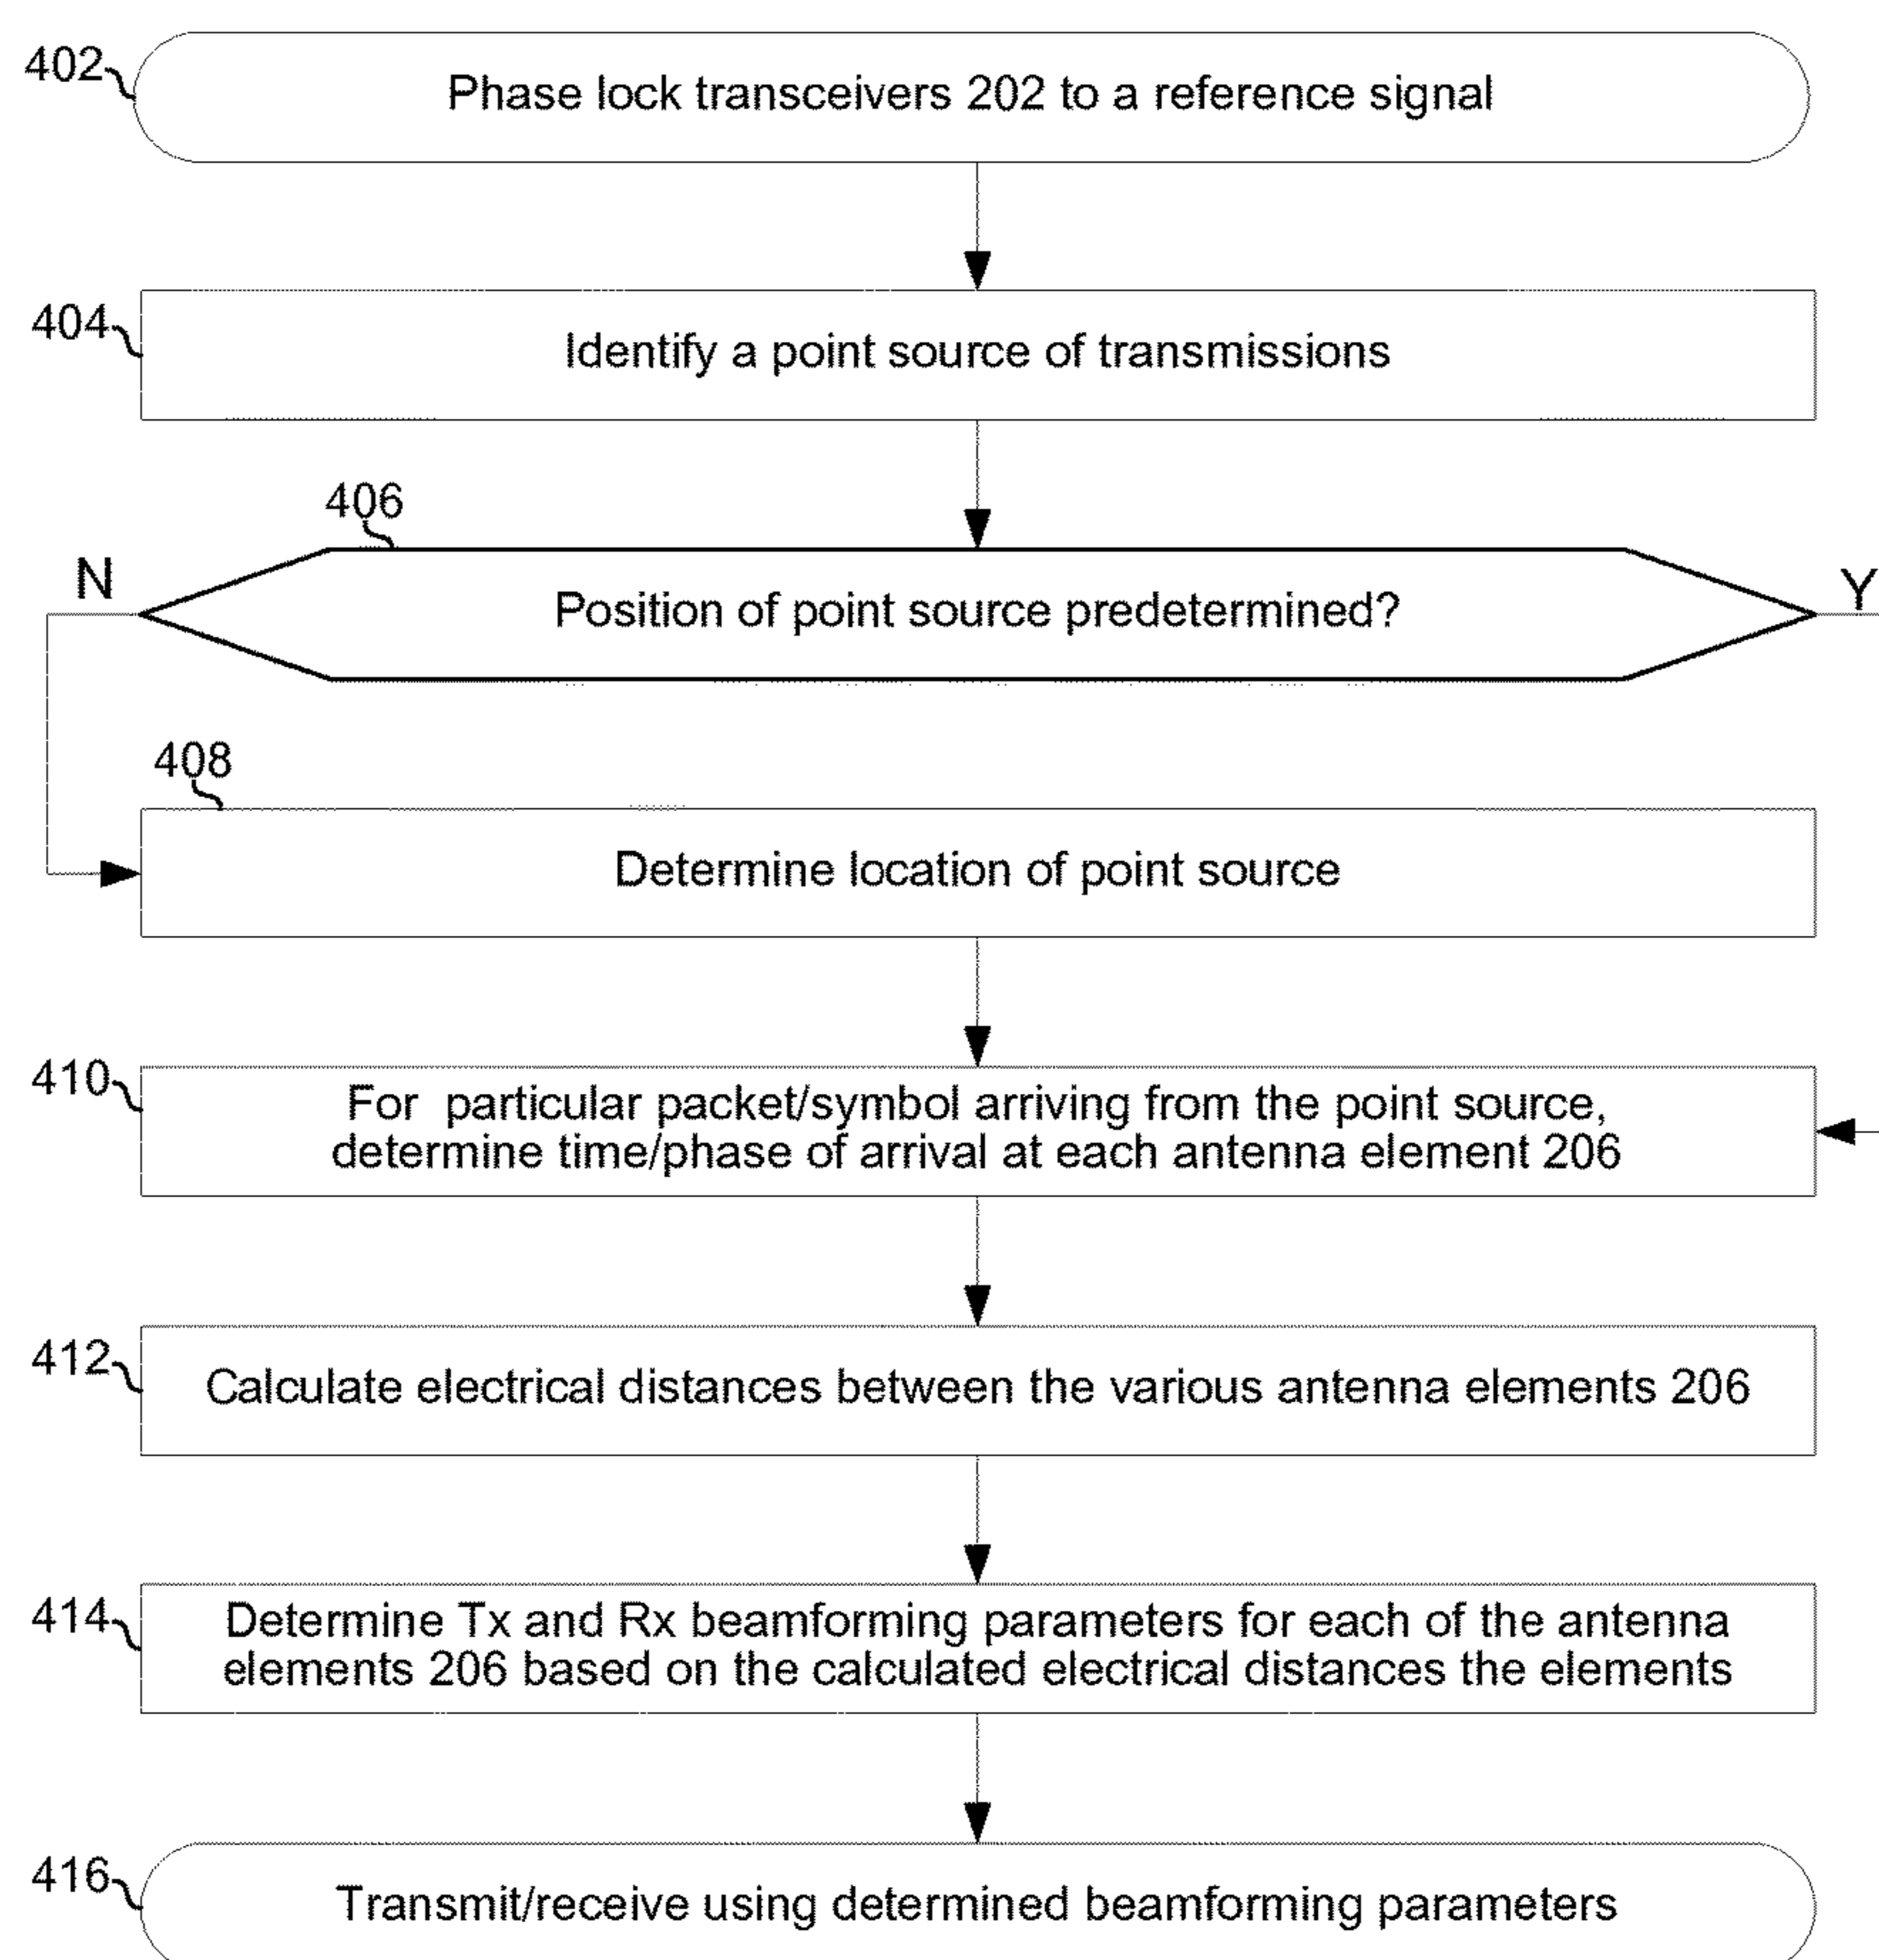 402
Phase lock transceivers 202 to a reference signal
404
Identify a point source of transmissions
406
N
Position of point source predetermined?
Y
408
Determine location of point source
410
For particular packet/symbol arriving from the point source,
determine time/phase of arrival at each antenna element 206
412
Calculate electrical distances between the various antenna elements 206
414
Determine Tx and Rx beamforming parameters for each of the antenna
elements 206 based on the calculated electrical distances the elements
416
Transmit/receive using determined beamforming parameters